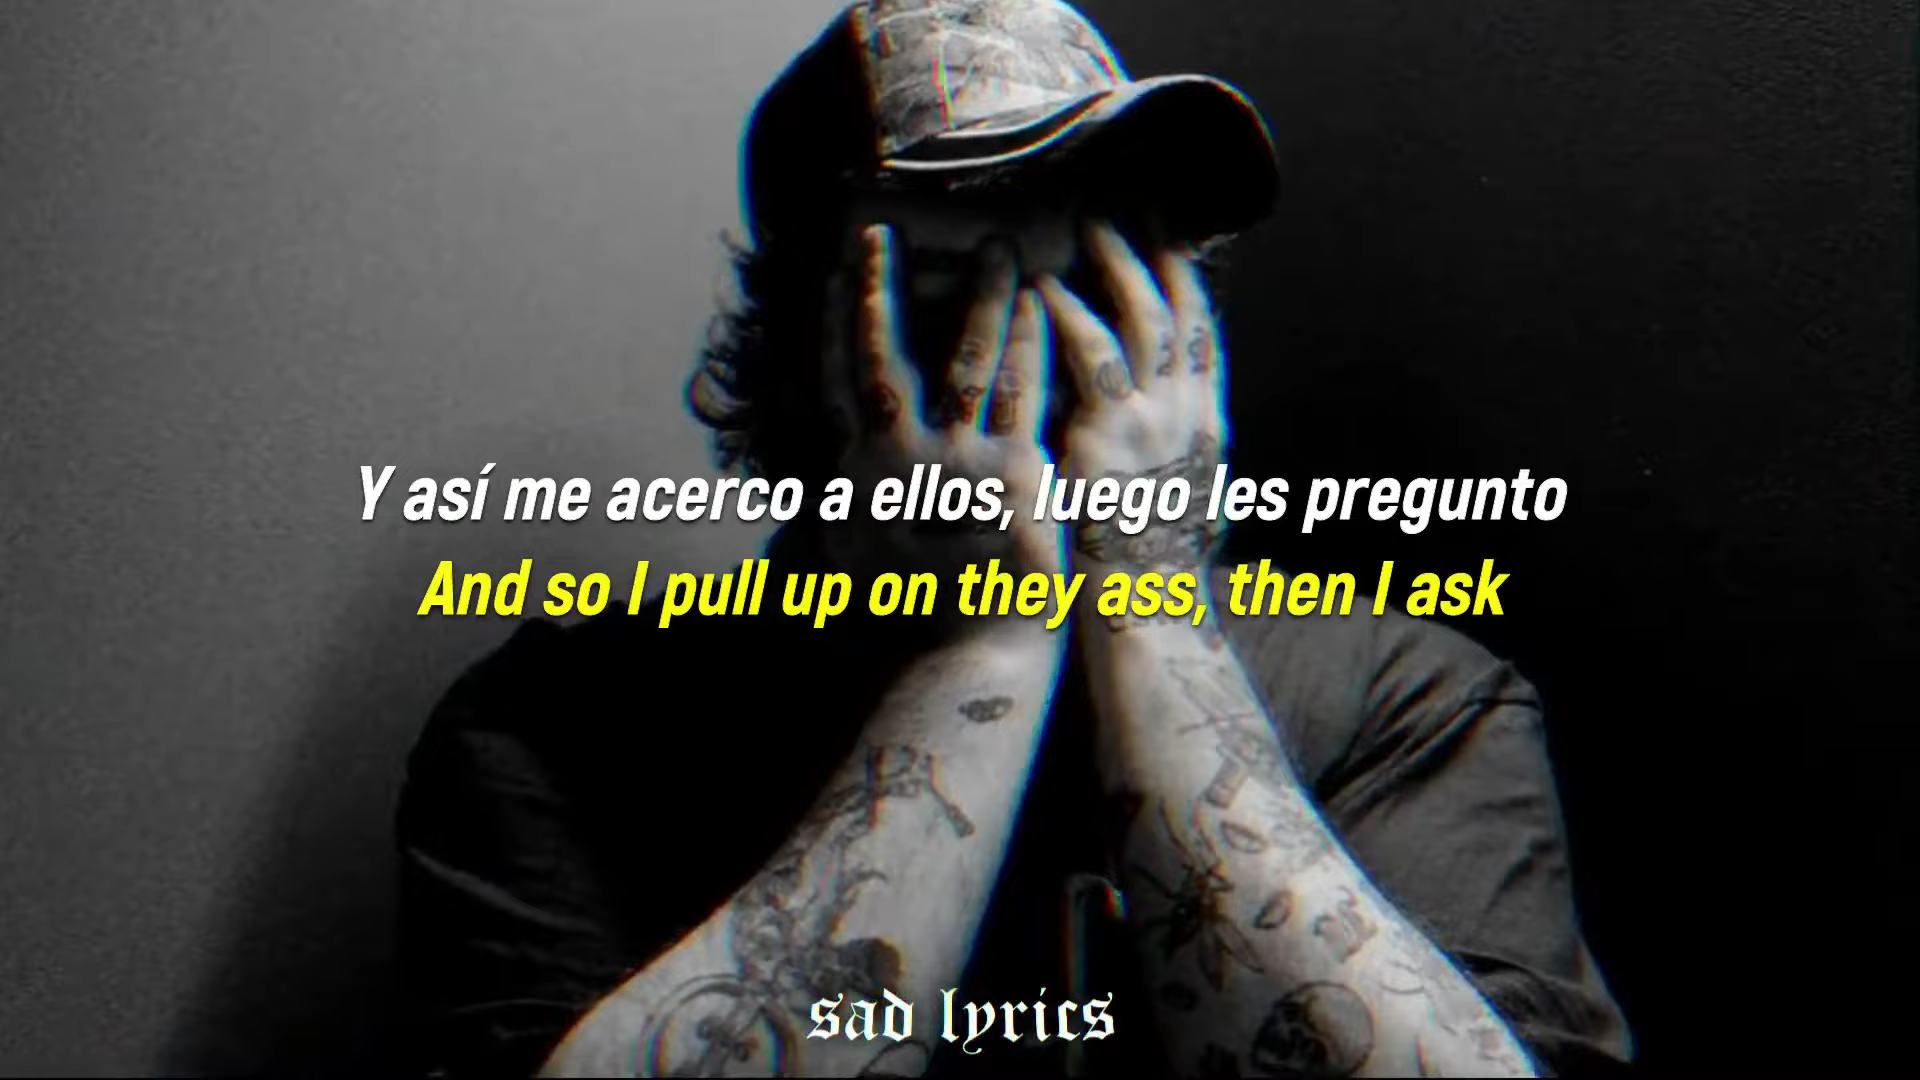 Y así me acerco a ellos, luego les pregunto
And so I pull up on they ass, then I ask
sad lyrics